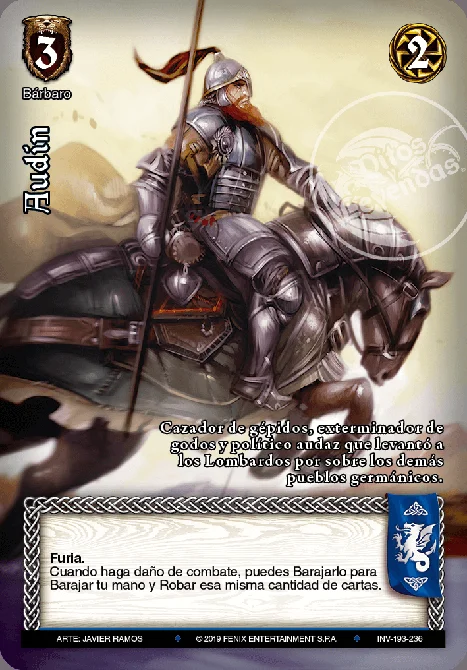 3
2
Bárbaro
Audín
Mitos
Leyendas
Cazador de gépidos, exterminador de
godos y político audaz que levantó a
los Lombardos por sobre los demás
pueblos germánicos.
Furia.
Cuando haga daño de combate, puedes Barajarlo para
Barajar tu mano y Robar esa misma cantidad de cartas.
ARTE: JAVIER RAMOS
© 2019 FENIX ENTERTAINMENT S.P.A
INV-193-236